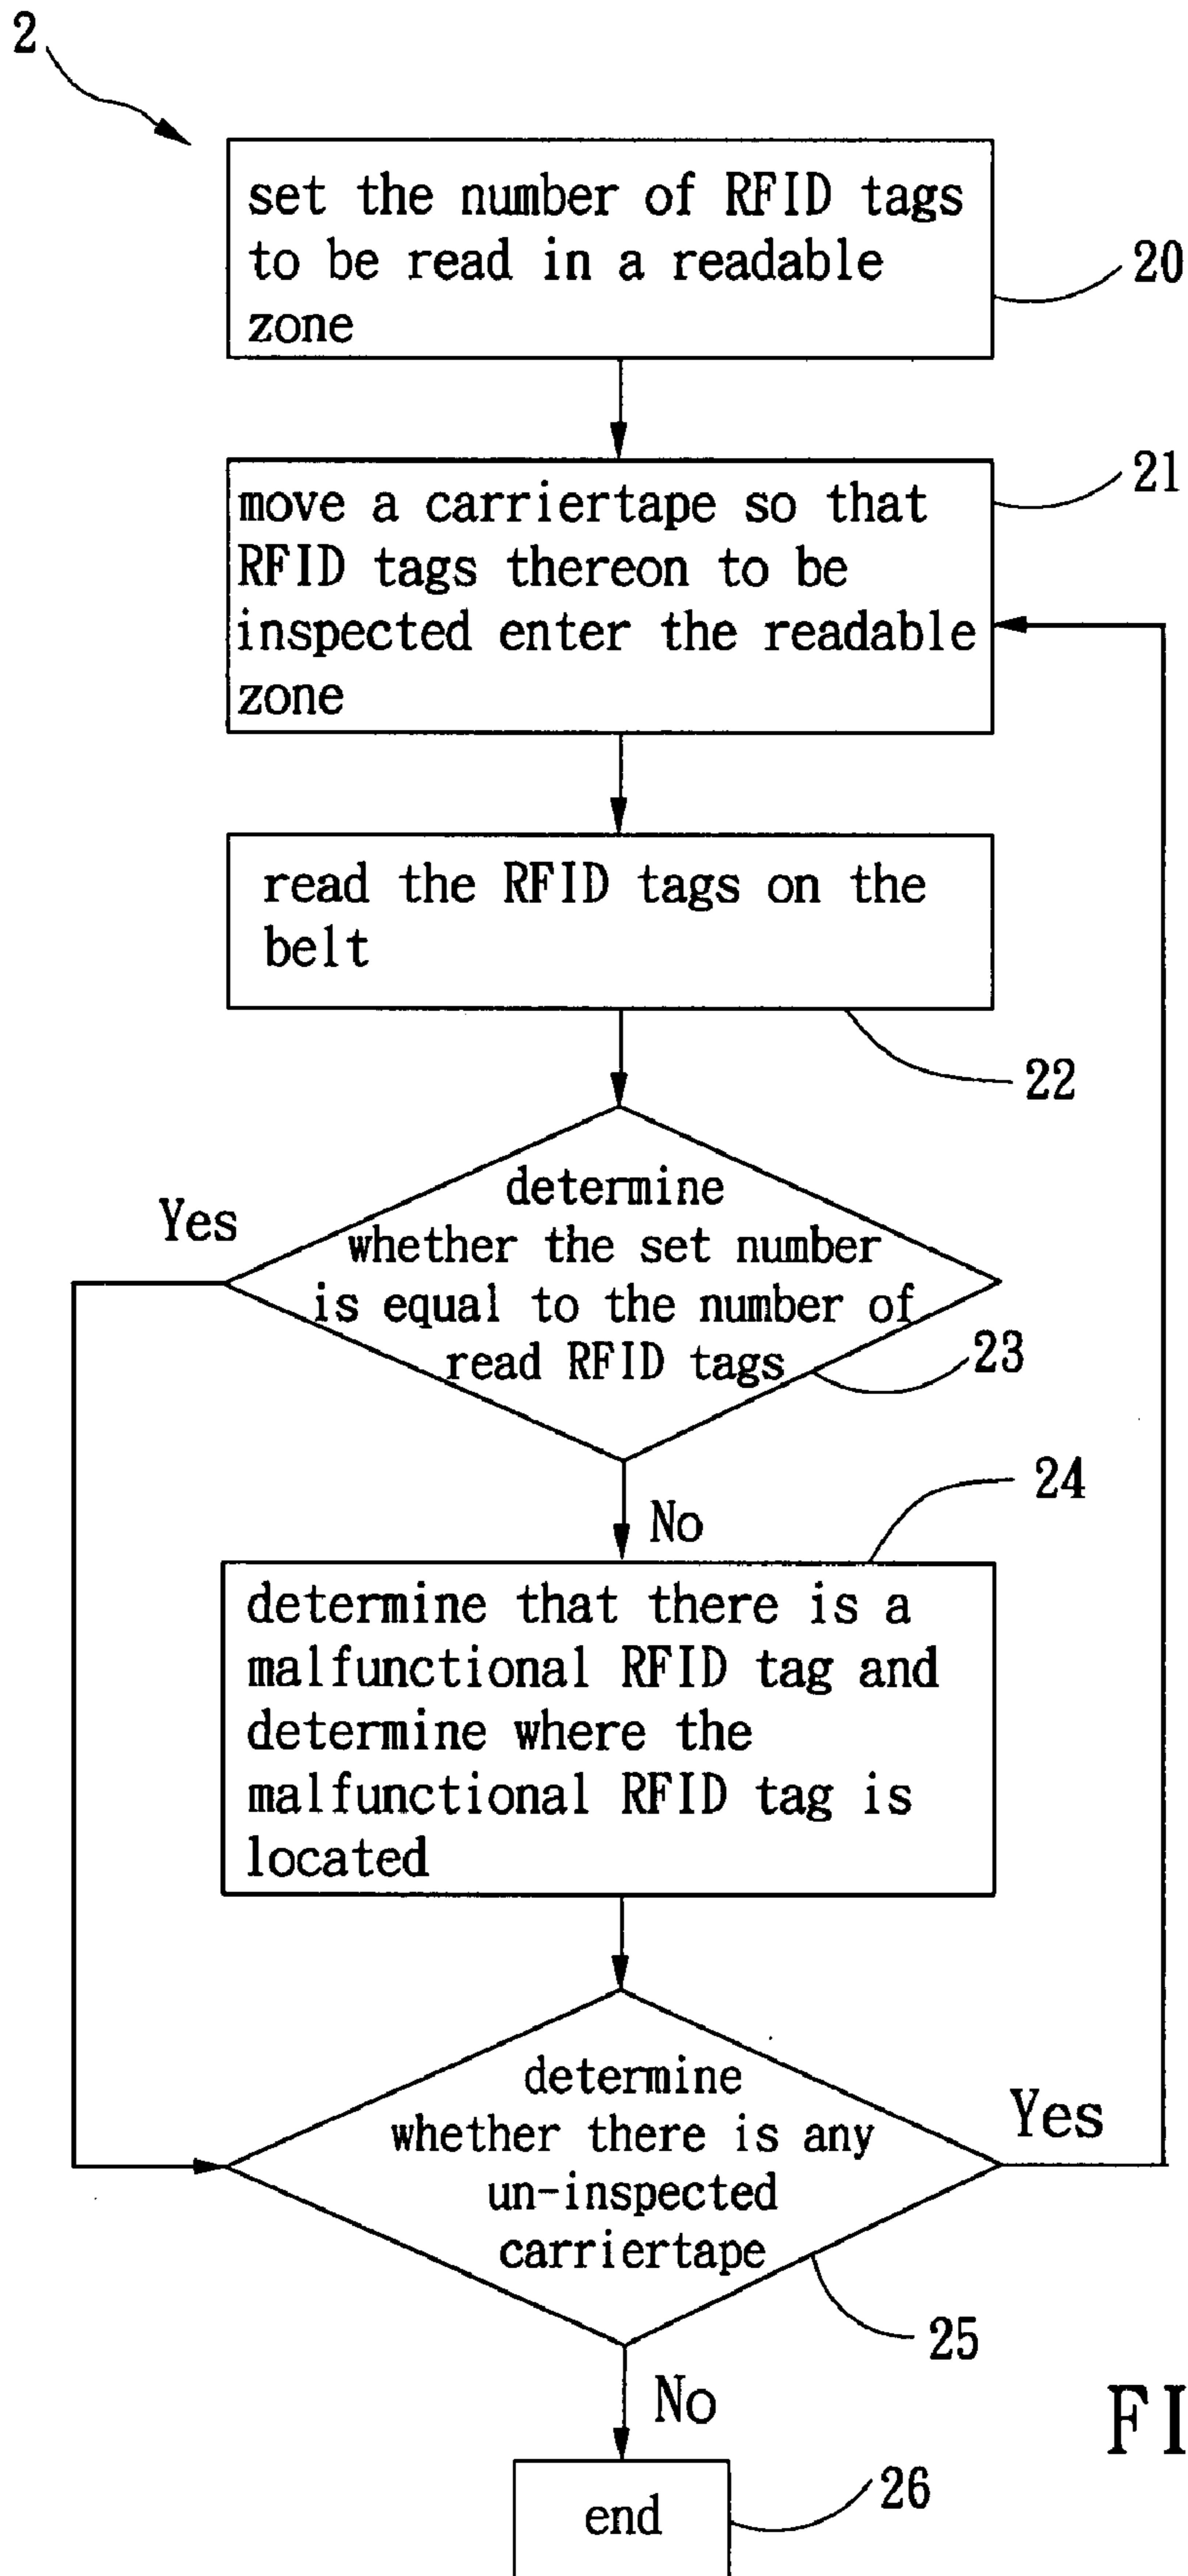 2
set the number of RFID tags
to be read in a readable
zone
20
move a carriertape so that
RFID tags thereon to be
inspected enter the readable
zone
21
read the RFID tags on the
belt
22
determine
whether the set number
is equal to the number of
read RFID tags
23
Yes
No
24
determine that there is a
malfunctional RFID tag and
determine where the
malfunctional RFID tag is
located
determine
whether there is any
un-inspected
carriertape
Yes
25
No
FI
end
26